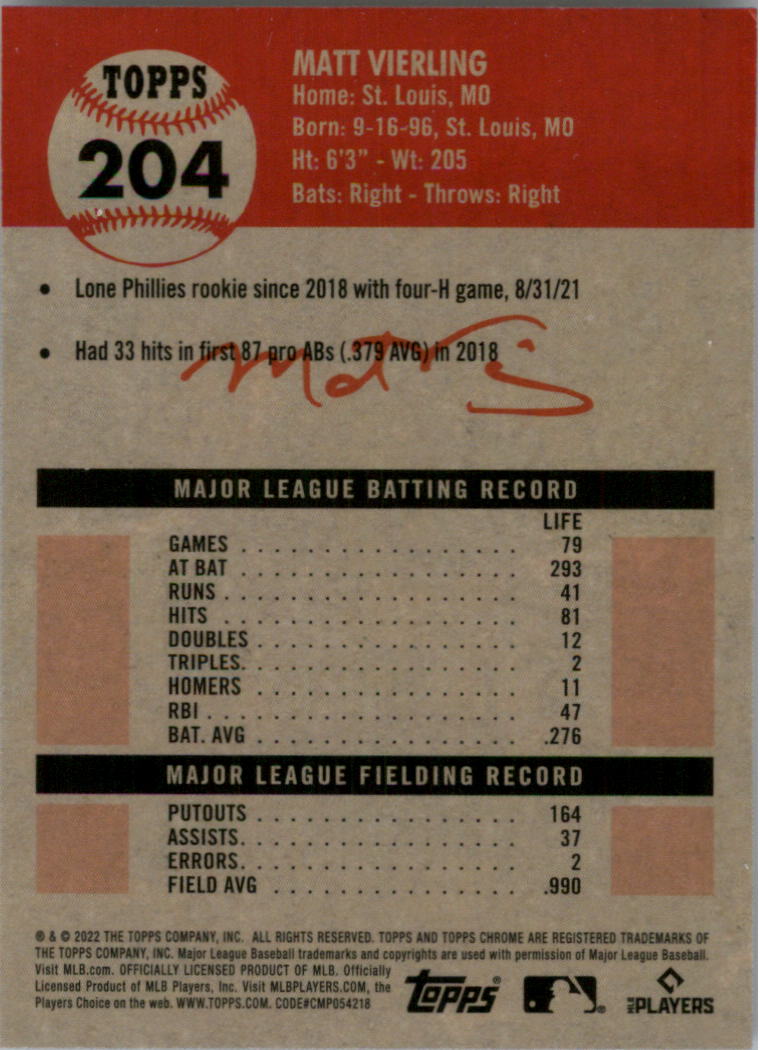 TOPPS
204
MATT VIERLING
Home: St. Louis, MO
Born: 9-16-96, St. Louis, MO
Ht: 6'3" - Wt: 205
Bats: Right - Throws: Right
• Lone Phillies rookie since 2018 with four-H game, 8/31/21
• Had 33 hits in first 87 pro ABs (.379 AVG) in 2018
MAJOR LEAGUE BATTING RECORD
LIFE
GAMES . . . . . . . . . . . . . . . . . . 79
AT BAT . . . . . . . . . . . . . . . . . . 293
RUNS . . . . . . . . . . . . . . . . . . . 41
HITS . . . . . . . . . . . . . . . . . . . 81
DOUBLES . . . . . . . . . . . . . . . . . 12
TRIPLES. . . . . . . . . . . . . . . . . . 2
HOMERS . . . . . . . . . . . . . . . . . 11
RBI . . . . . . . . . . . . . . . . . . . . 47
BAT. AVG . . . . . . . . . . . . . . . . . .276
MAJOR LEAGUE FIELDING RECORD
PUTOUTS . . . . . . . . . . . . . . . . . 164
ASSISTS. . . . . . . . . . . . . . . . . . 37
ERRORS. . . . . . . . . . . . . . . . . . 2
FIELD AVG . . . . . . . . . . . . . . . . .990
® & © 2022 THE TOPPS COMPANY, INC. ALL RIGHTS RESERVED. TOPPS AND TOPPS CHROME ARE REGISTERED TRADEMARKS OF
THE TOPPS COMPANY, INC. Major League Baseball trademarks and copyrights are used with permission of Major League Baseball.
Visit MLB.com. OFFICIALLY LICENSED PRODUCT OF MLB. Officially
Licensed Product of MLB Players, Inc. Visit MLBPLAYERS.COM, the
Players Choice on the web. WWW.TOPPS.COM. CODE#CMP054218
Topps®
MLB PLAYERS